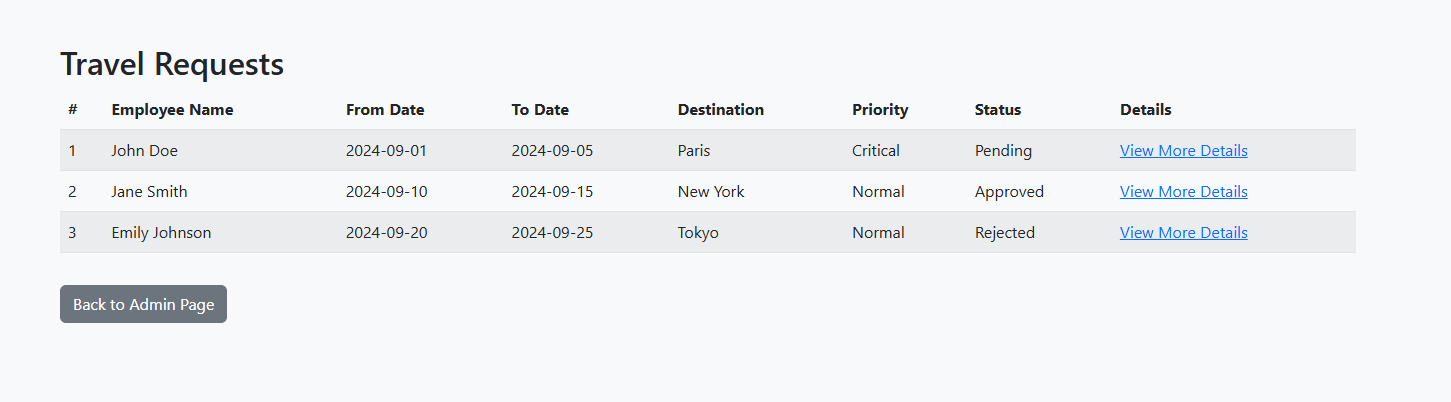 Travel Requests
# Employee Name From Date To Date Destination Priority Status Details
1 John Doe 2024-09-01 2024-09-05 Paris Critical Pending View More Details
2 Jane Smith 2024-09-10 2024-09-15 New York Normal Approved View More Details
3 Emily Johnson 2024-09-20 2024-09-25 Tokyo Normal Rejected View More Details
Back to Admin Page